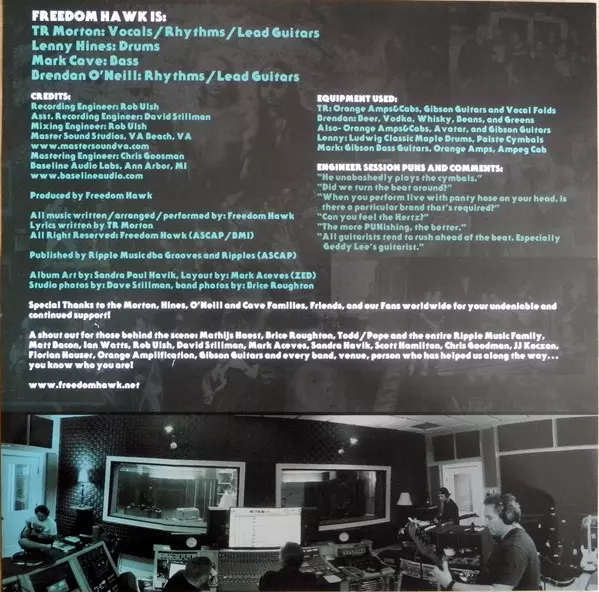 FREEDOM HAWK IS:
TR Morton: Vocals/Rhythms/Lead Guitars
Lenny Hines: Drums
Mark Cave: Bass
Brendan O'Neill: Rhythms/Lead Guitars
CREDITS:
Recording Engineer: Rob Ulsh
Asst. Recording Engineer: David Stillman
Mixing Engineer: Rob Ulsh
Master Sound Studios, VA Beach, VA
www.mastersoundva.com
Mastering Engineer: Chris Goosman
Baseline Audio Labs, Ann Arbor, MI
www.baselineaudio.com
Produced by Freedom Hawk
All music written/arranged/performed by: Freedom Hawk
Lyrics written by TR Morton
All Right Reserved: Freedom Hawk (ASCAP/BMI)
Published by Ripple Music dba Grooves and Ripples (ASCAP)
Album Art by: Sandra Paul Havik, Layout by: Mark Aceves (ZED)
Studio photos by: Dave Stillman, band photos by: Brice Roughton
EQUIPMENT USED:
TR: Orange Amps&Cabs, Gibson Guitars and Vocal Folds
Brendan: Beer, Vodka, Whisky, Beans, and Greens
Also- Orange Amps&Cabs, Avatar, and Gibson Guitars
Lenny: Ludwig Classic Maple Drums, Paiste Cymbals
Mark: Gibson Bass Guitars, Orange Amps, Ampeg Cab
ENGINEER SESSION PUNS AND COMMENTS:
"He unabashedly plays the cymbals."
"Did we turn the bear around?"
"When you perform live with panty hose on your head, is
there a particular brand that's required?"
"Can you feel the Hertz?"
"The more PUNishing, the better."
"All guitarists tend to rush ahead of the beat. Especially
Geddy Lee's guitarist."
Special Thanks to the Morton, Hines, O'Neill and Cave Families, Friends, and our Fans worldwide for your undeniable and
continued support!
A shout out for those behind the scene: Mathijs Haest, Brice Roughton, Todd/Pope and the entire Ripple Music Family,
Matt Bacon, Ian Watts, Rob Ulsh, David Stillman, Mark Aceves, Sandra Havik, Scott Hamilton, Chris Goodman, JJ Koczan,
Florian Hauser, Orange Amplification, Gibson Guitars and every band, venue, person who has helped us along the way...
you know who you are!
www.freedomhawk.net